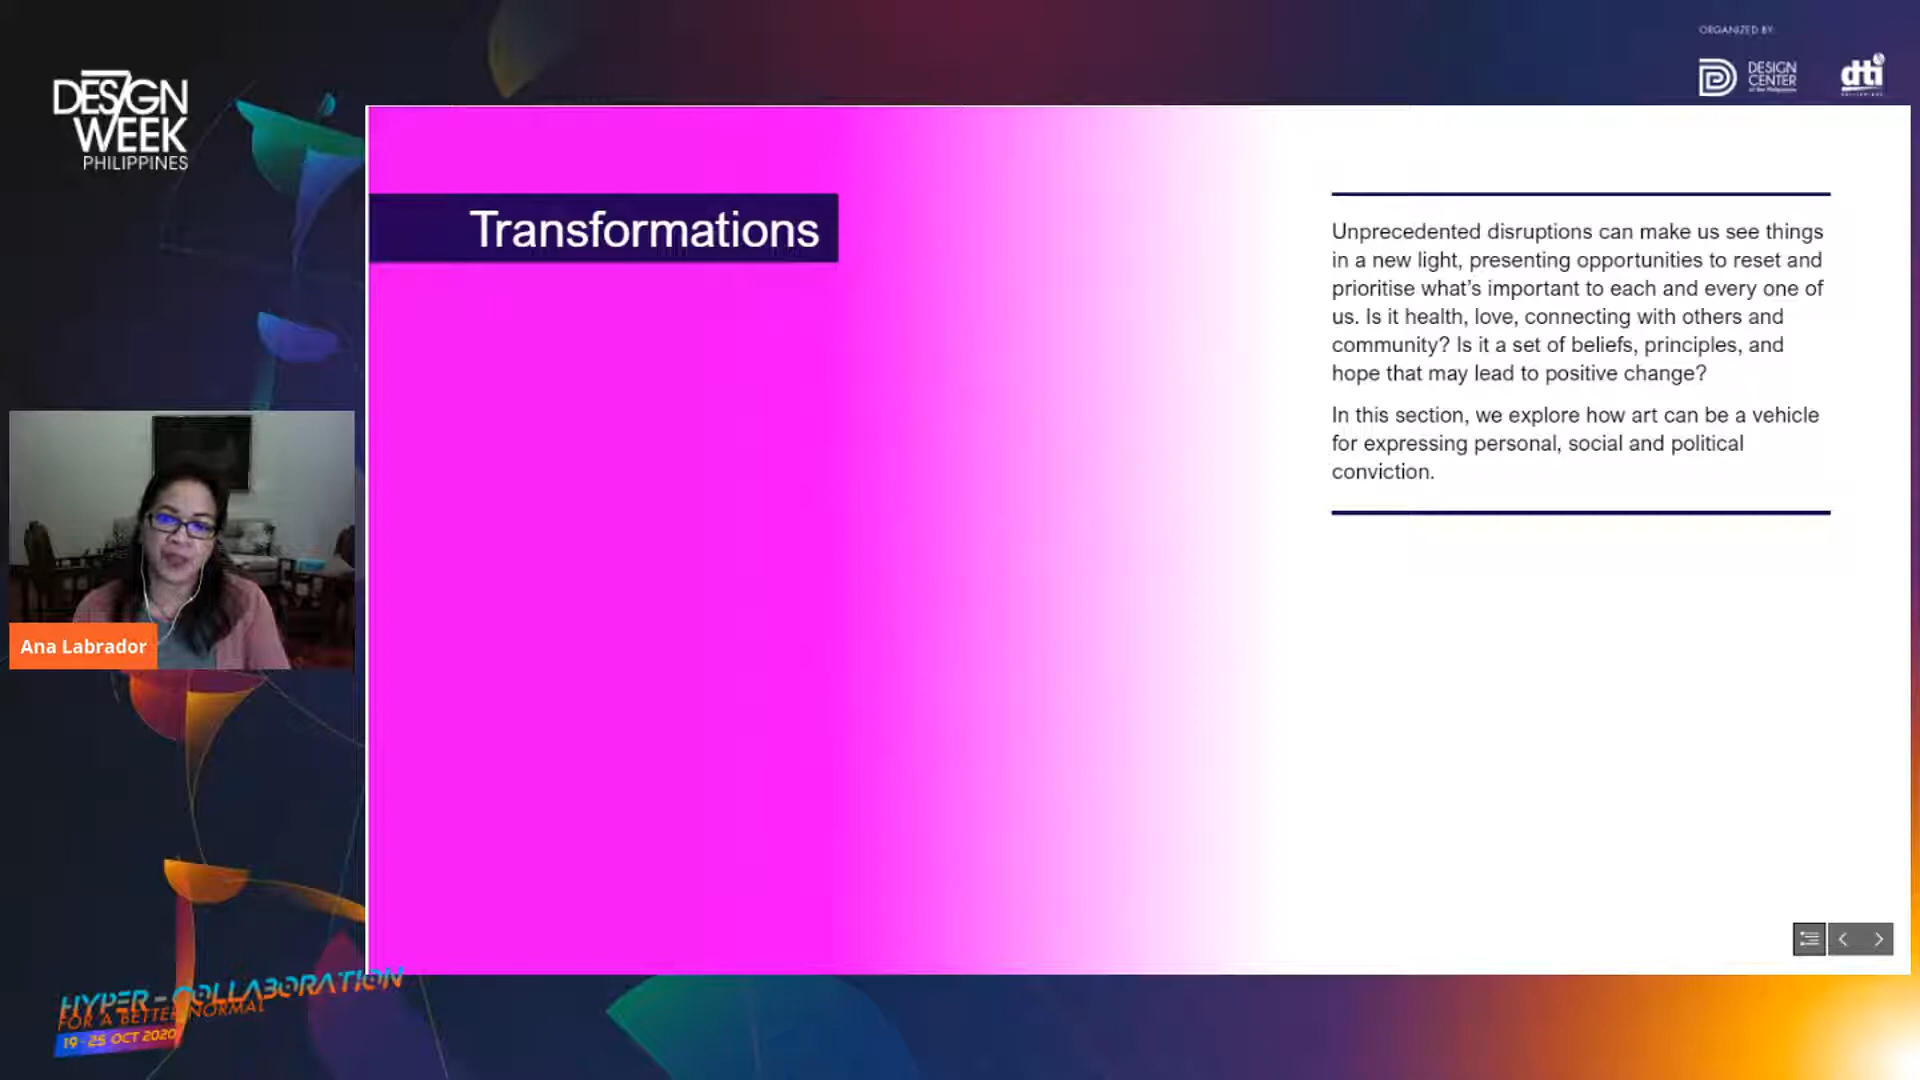 ORGANIZED BY:
DESIGN
WEEK
PHILIPPINES
DESIGN
CENTER
of the Philippines
dti
Transformations
Unprecedented disruptions can make us see things
in a new light, presenting opportunities to reset and
prioritise what's important to each and every one of
us. Is it health, love, connecting with others and
community? Is it a set of beliefs, principles, and
hope that may lead to positive change?
In this section, we explore how art can be a vehicle
for expressing personal, social and political
conviction.
Ana Labrador
HYPER-COLLABORATION
FOR A BETTER NORMAL
19-25 OCT 2020